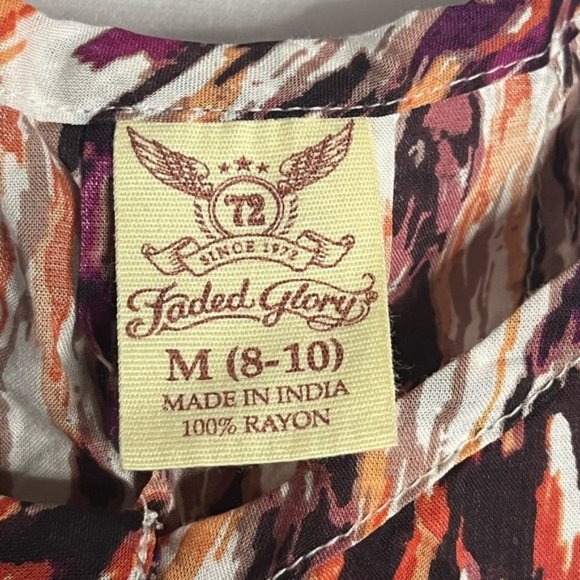 72
SINCE 1972
Faded Glory
M (8-10)
MADE IN INDIA
100% RAYON